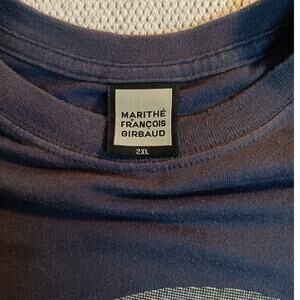 MARITHÉ
+ FRANÇOIS
GIRBAUD
2XL